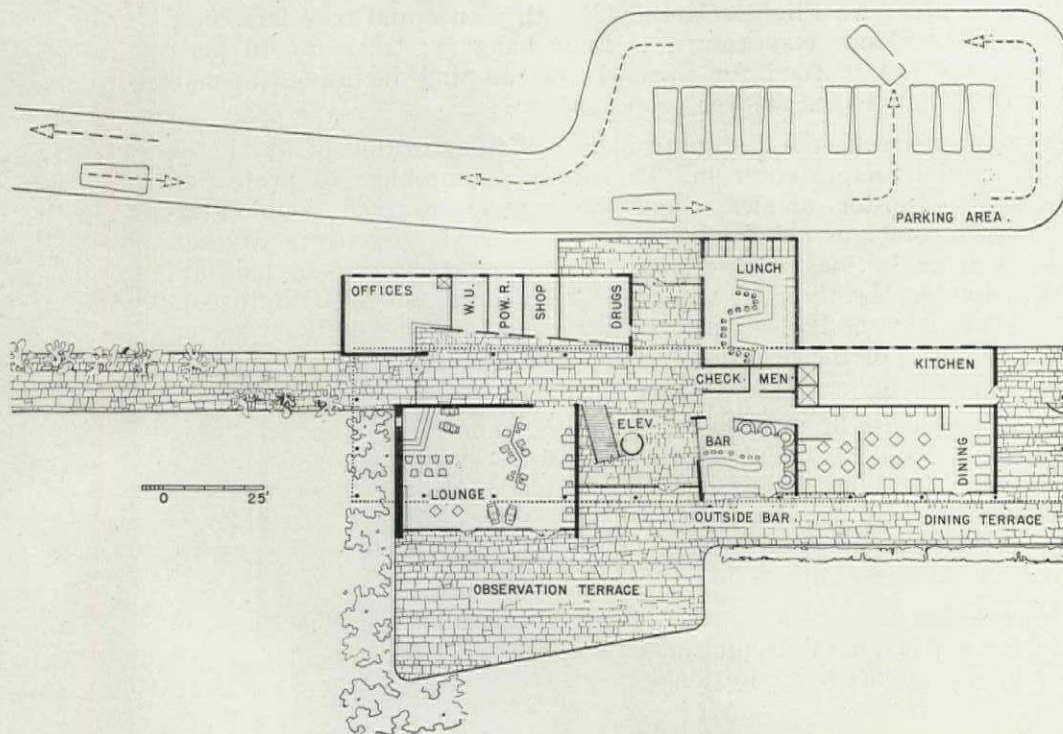 PARKING AREA.
LUNCH
OFFICES
W. U.
POW. R.
SHOP
DRUGS
KITCHEN
CHECK.
MEN.
ELEV.
BAR
DINING
LOUNGE
0 25'
OUTSIDE BAR.
DINING TERRACE
OBSERVATION TERRACE